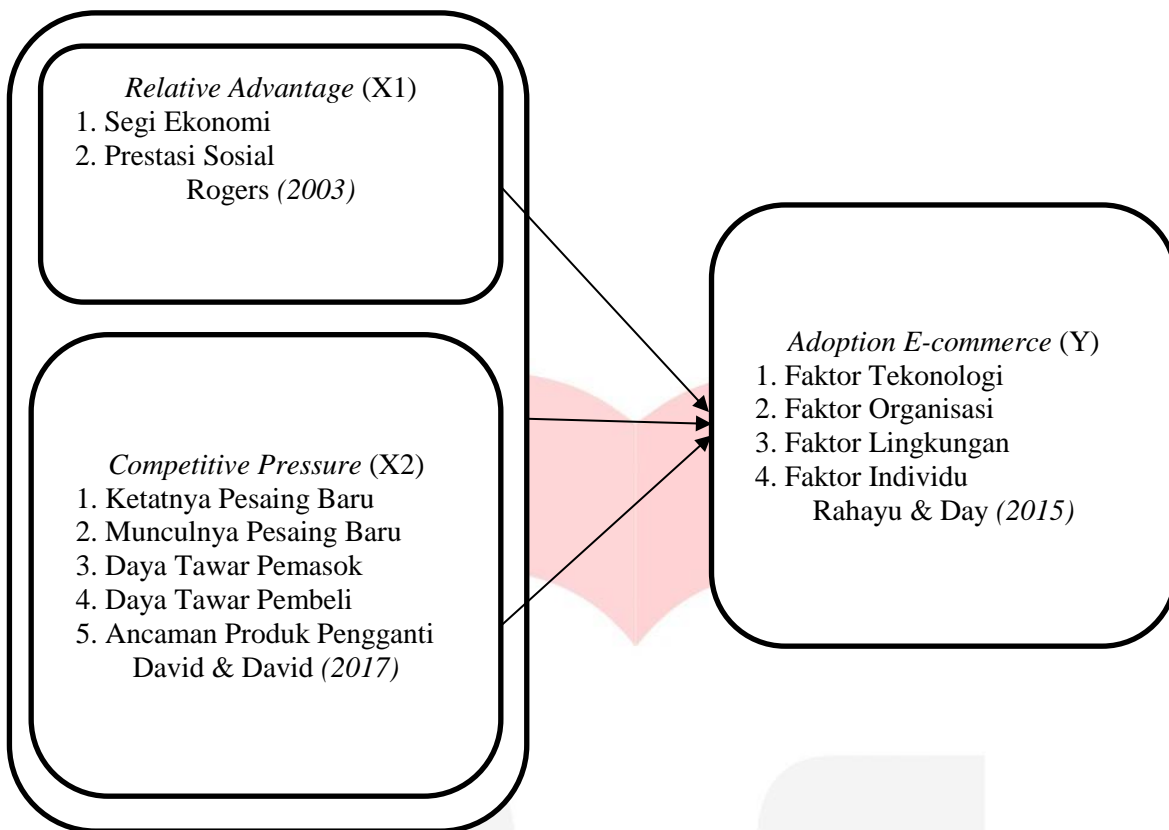 Relative Advantage (X1)
1. Segi Ekonomi
2. Prestasi Sosial
Rogers (2003)
Competitive Pressure (X2)
1. Ketatnya Pesaing Baru
2. Munculnya Pesaing Baru
3. Daya Tawar Pemasok
4. Daya Tawar Pembeli
5. Ancaman Produk Pengganti
David & David (2017)
Adoption E-commerce (Y)
1. Faktor Tekonologi
2. Faktor Organisasi
3. Faktor Lingkungan
4. Faktor Individu
Rahayu & Day (2015)